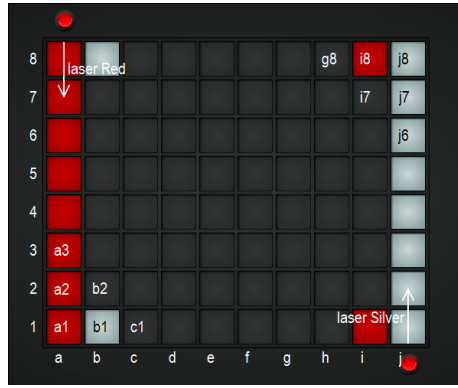 8 g8 i8 j8
laser Red
7 i7 j7
6 j6
5
4
3 a3
2 a2 b2
laser Silver
1 a1 b1 c1
a b c d e f g h i j